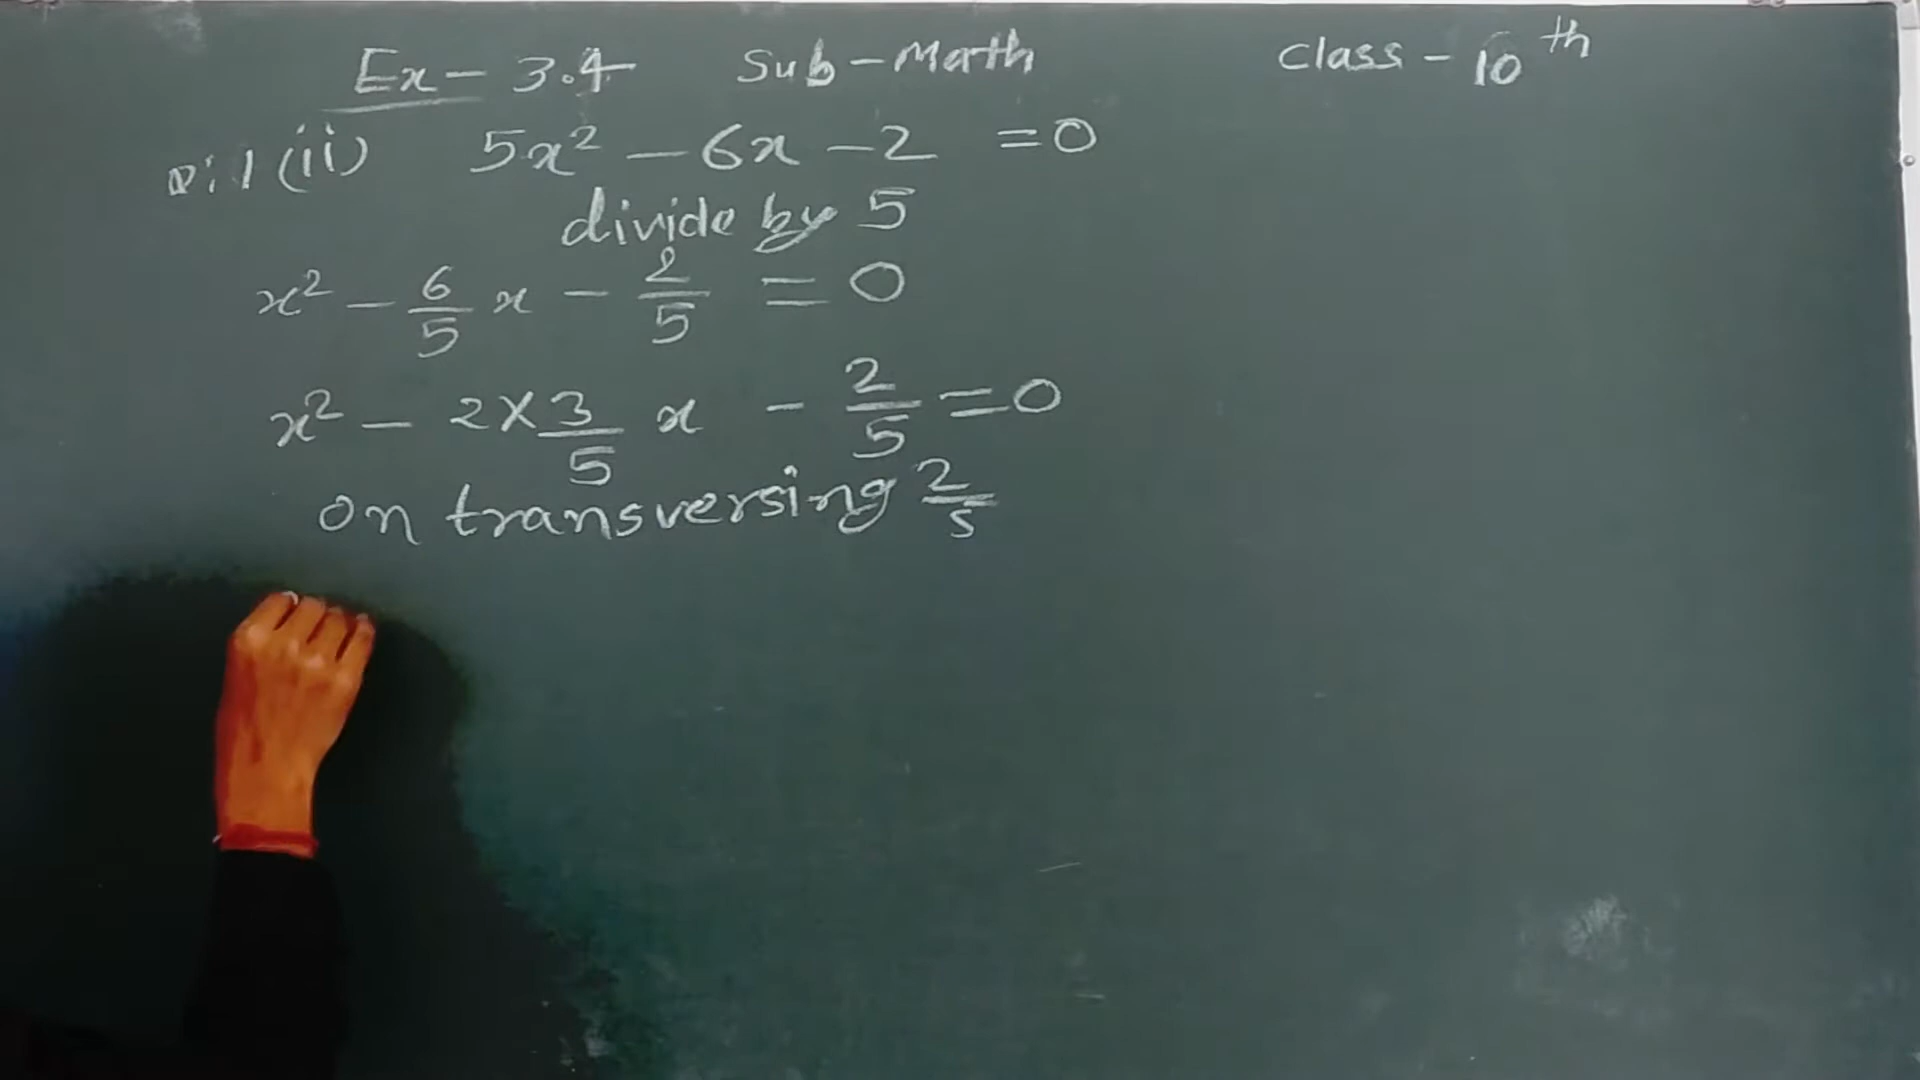 Ex - 3.4 Sub - Math Class - 10th
Q.1 (ii) 5x² - 6x - 2 = 0
divide by 5
x² - 6/5 x - 2/5 = 0
x² - 2 × 3/5 x - 2/5 = 0
on transversing 2/5